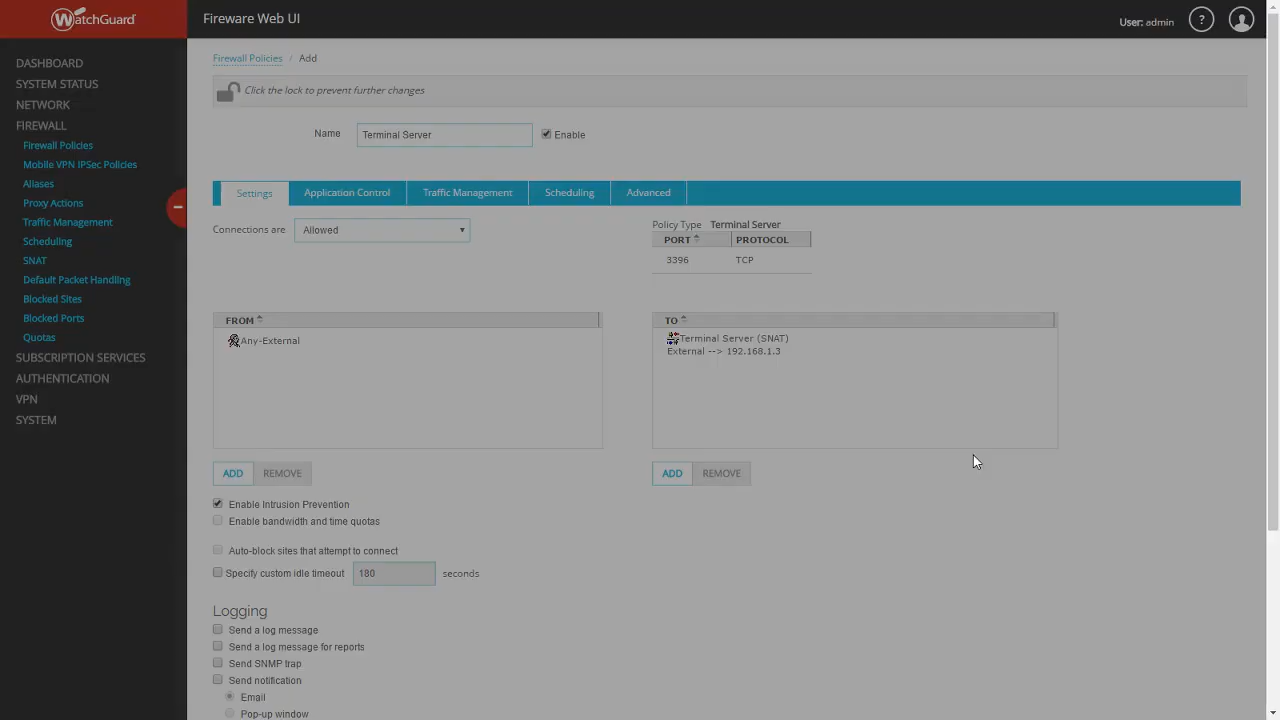 WatchGuard
Fireware Web UI
User: admin
?
DASHBOARD
SYSTEM STATUS
NETWORK
FIREWALL
Firewall Policies
Mobile VPN IPSec Policies
Aliases
Proxy Actions
Traffic Management
Scheduling
SNAT
Default Packet Handling
Blocked Sites
Blocked Ports
Quotas
SUBSCRIPTION SERVICES
AUTHENTICATION
VPN
SYSTEM
Firewall Policies / Add
Click the lock to prevent further changes
Name Terminal Server Enable
Settings Application Control Traffic Management Scheduling Advanced
Connections are Allowed
Policy Type Terminal Server
PORT PROTOCOL
3396 TCP
FROM
Any-External
ADD REMOVE
TO
Terminal Server (SNAT)
External --> 192.168.1.3
ADD REMOVE
Enable Intrusion Prevention
Enable bandwidth and time quotas
Auto-block sites that attempt to connect
Specify custom idle timeout 180 seconds
Logging
Send a log message
Send a log message for reports
Send SNMP trap
Send notification
Email
Pop-up window